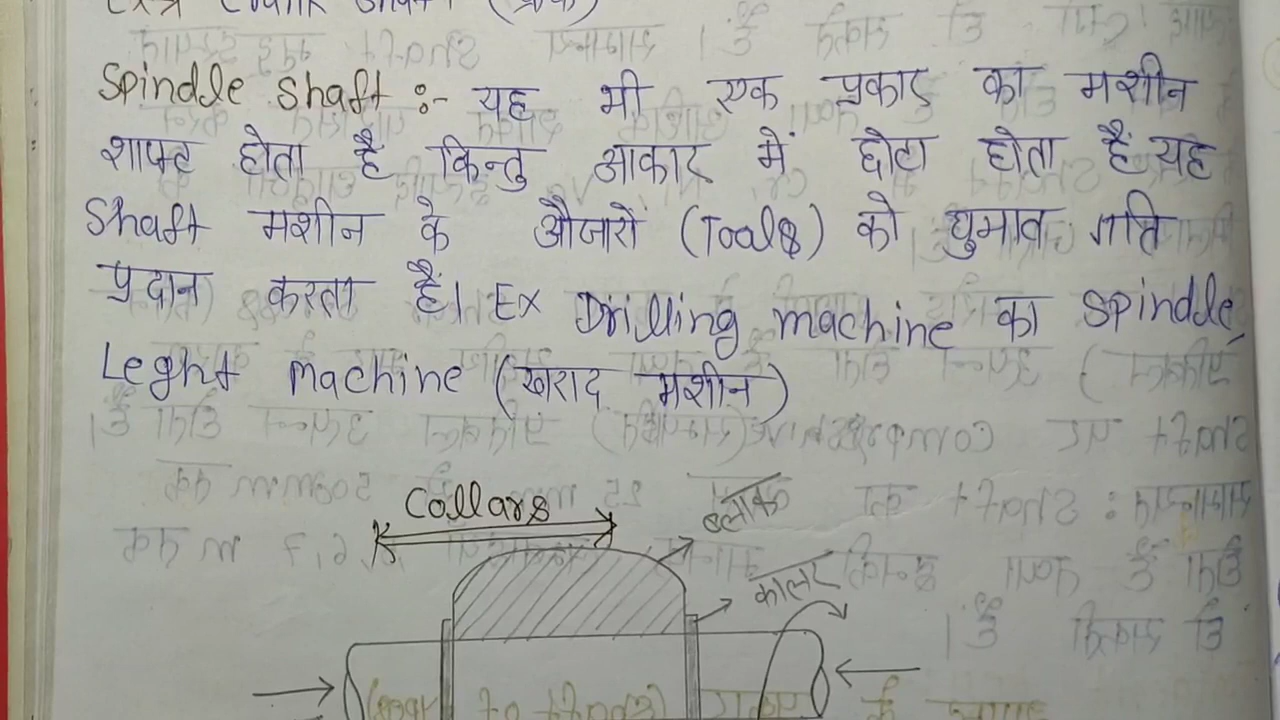 Spindle Shaft :- यह भी एक प्रकार का मशीन
शाफ्ट होता है किन्तु आकार में छोटा होता है यह
Shaft मशीन के औजारों (Toals) को घुमाव गति
प्रदान करता है। Ex Drilling machine का Spindle,
Leght machine (खराद मशीन)
Collars
ब्लाक
कालर